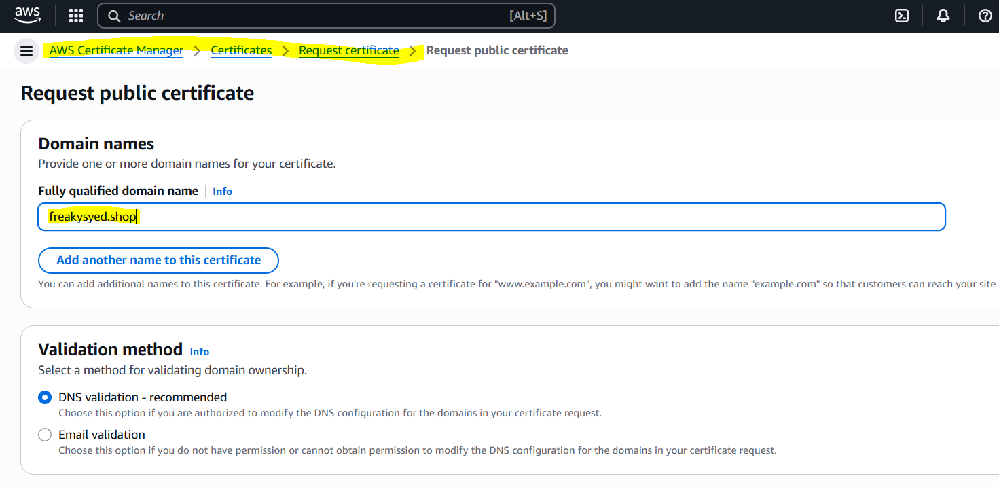 aws Search [Alt+S]
AWS Certificate Manager > Certificates > Request certificate > Request public certificate
Request public certificate
Domain names
Provide one or more domain names for your certificate.
Fully qualified domain name Info
freakysyed.shop
Add another name to this certificate
You can add additional names to this certificate. For example, if you're requesting a certificate for "www.example.com", you might want to add the name "example.com" so that customers can reach your site
Validation method Info
Select a method for validating domain ownership.
DNS validation - recommended
Choose this option if you are authorized to modify the DNS configuration for the domains in your certificate request.
Email validation
Choose this option if you do not have permission or cannot obtain permission to modify the DNS configuration for the domains in your certificate request.